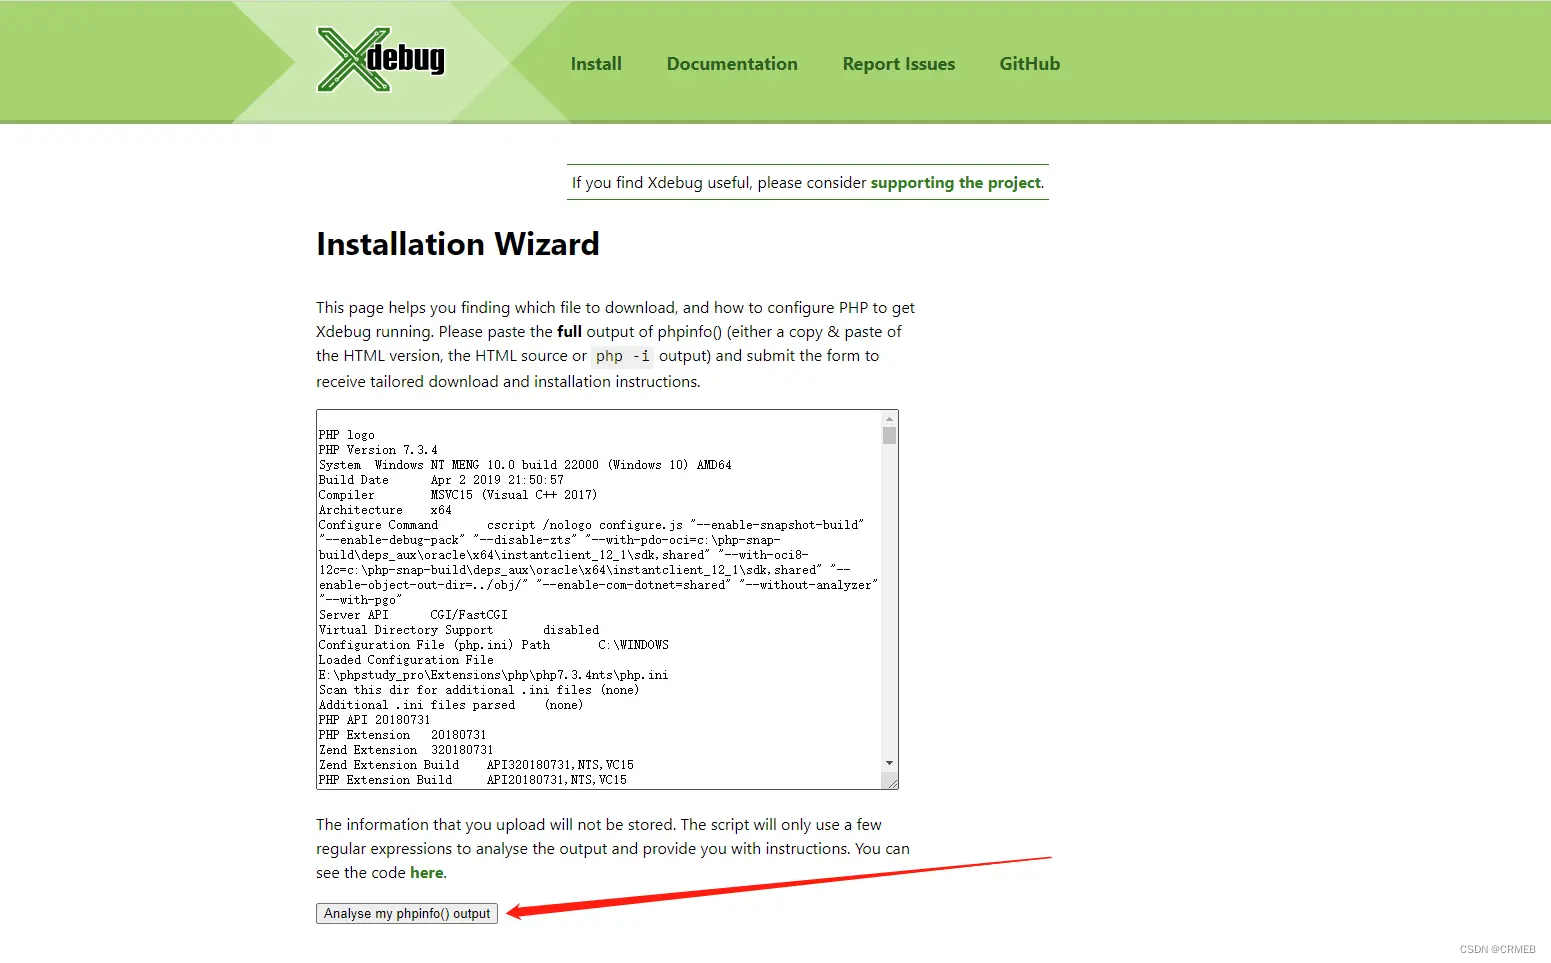 Xdebug
Install
Documentation
Report Issues
GitHub
If you find Xdebug useful, please consider supporting the project.
Installation Wizard
This page helps you finding which file to download, and how to configure PHP to get
Xdebug running. Please paste the full output of phpinfo() (either a copy & paste of
the HTML version, the HTML source or php -i output) and submit the form to
receive tailored download and installation instructions.
PHP logo
PHP Version 7.3.4
System Windows NT MENG 10.0 build 22000 (Windows 10) AMD64
Build Date Apr 2 2019 21:50:57
Compiler MSVC15 (Visual C++ 2017)
Architecture x64
Configure Command cscript /nologo configure.js "--enable-snapshot-build"
"--enable-debug-pack" "--disable-zts" "--with-pdo-oci=c:\php-snap-
build\deps_aux\oracle\x64\instantclient_12_1\sdk,shared" "--with-oci8-
12c=c:\php-snap-build\deps_aux\oracle\x64\instantclient_12_1\sdk,shared" "--
enable-object-out-dir=../obj/" "--enable-com-dotnet=shared" "--without-analyzer"
"--with-pgo"
Server API CGI/FastCGI
Virtual Directory Support disabled
Configuration File (php.ini) Path C:\WINDOWS
Loaded Configuration File
E:\phpstudy_pro\Extensions\php\php7.3.4nts\php.ini
Scan this dir for additional .ini files (none)
Additional .ini files parsed (none)
PHP API 20180731
PHP Extension 20180731
Zend Extension 320180731
Zend Extension Build API320180731,NTS,VC15
PHP Extension Build API20180731,NTS,VC15
The information that you upload will not be stored. The script will only use a few
regular expressions to analyse the output and provide you with instructions. You can
see the code here.
Analyse my phpinfo() output
CSDN @CRMEB